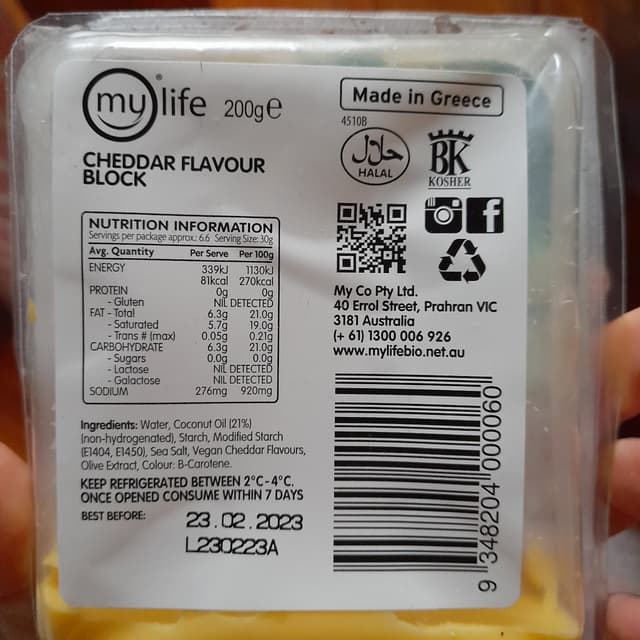 my life® 200g℮
CHEDDAR FLAVOUR
BLOCK
Made in Greece
4510B
حلال
HALAL
BK
KOSHER
NUTRITION INFORMATION
Servings per package approx.: 6.6 Serving Size: 30g
Avg. Quantity Per Serve Per 100g
ENERGY 339kJ 1130kJ
81kcal 270kcal
PROTEIN 0g 0g
- Gluten NIL DETECTED
FAT - Total 6.3g 21.0g
- Saturated 5.7g 19.0g
- Trans # (max) 0.05g 0.21g
CARBOHYDRATE 6.3g 21.0g
- Sugars 0.0g 0.0g
- Lactose NIL DETECTED
- Galactose NIL DETECTED
SODIUM 276mg 920mg
My Co Pty Ltd.
40 Errol Street, Prahran VIC
3181 Australia
(+ 61) 1300 006 926
www.mylifebio.net.au
Ingredients: Water, Coconut Oil (21%)
(non-hydrogenated), Starch, Modified Starch
(E1404, E1450), Sea Salt, Vegan Cheddar Flavours,
Olive Extract, Colour: B-Carotene.
KEEP REFRIGERATED BETWEEN 2°C-4°C.
ONCE OPENED CONSUME WITHIN 7 DAYS
BEST BEFORE: 23.02.2023
L230223A
9 348204 000060